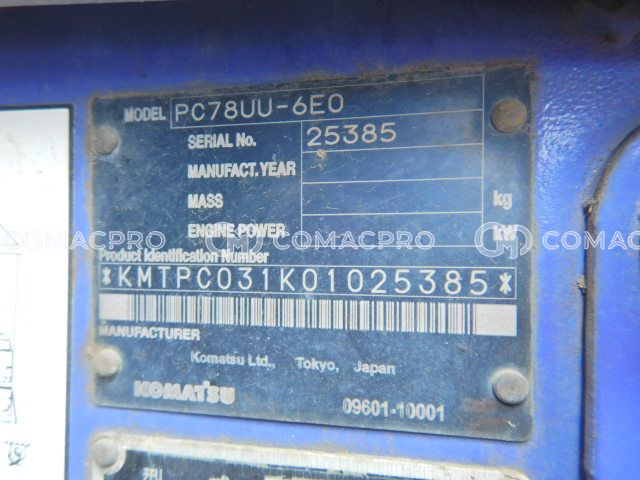 MODEL PC78UU-6E0
SERIAL No. 25385
MANUFACT. YEAR
MASS kg
ENGINE POWER kW
COMACPRO COMACPRO COMACPRO
Product Identification Number
*KMTPC031K01025385*
MANUFACTURER
Komatsu Ltd., Tokyo, Japan
KOMATSU 09601-10001